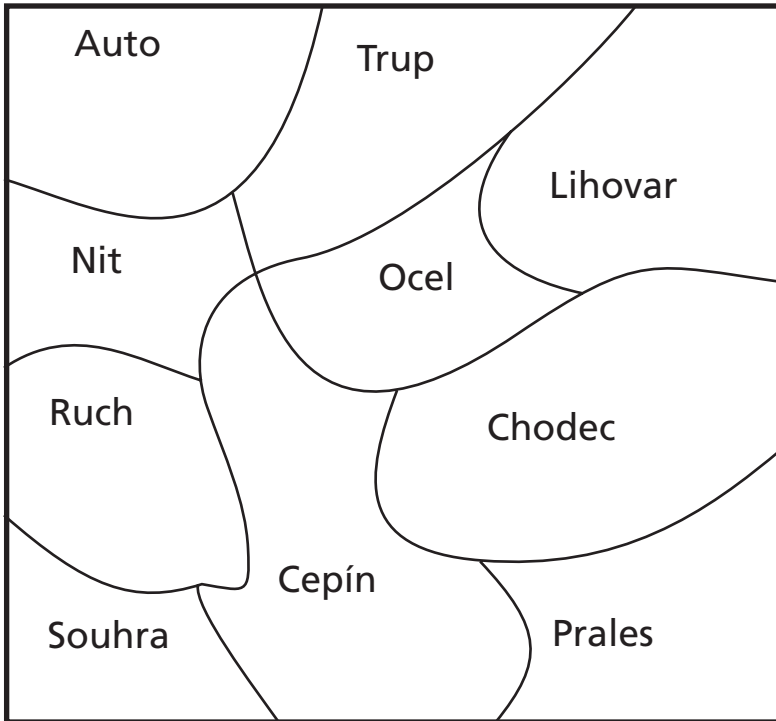 Auto
Trup
Lihovar
Nit
Ocel
Ruch
Chodec
Cepín
Souhra
Prales